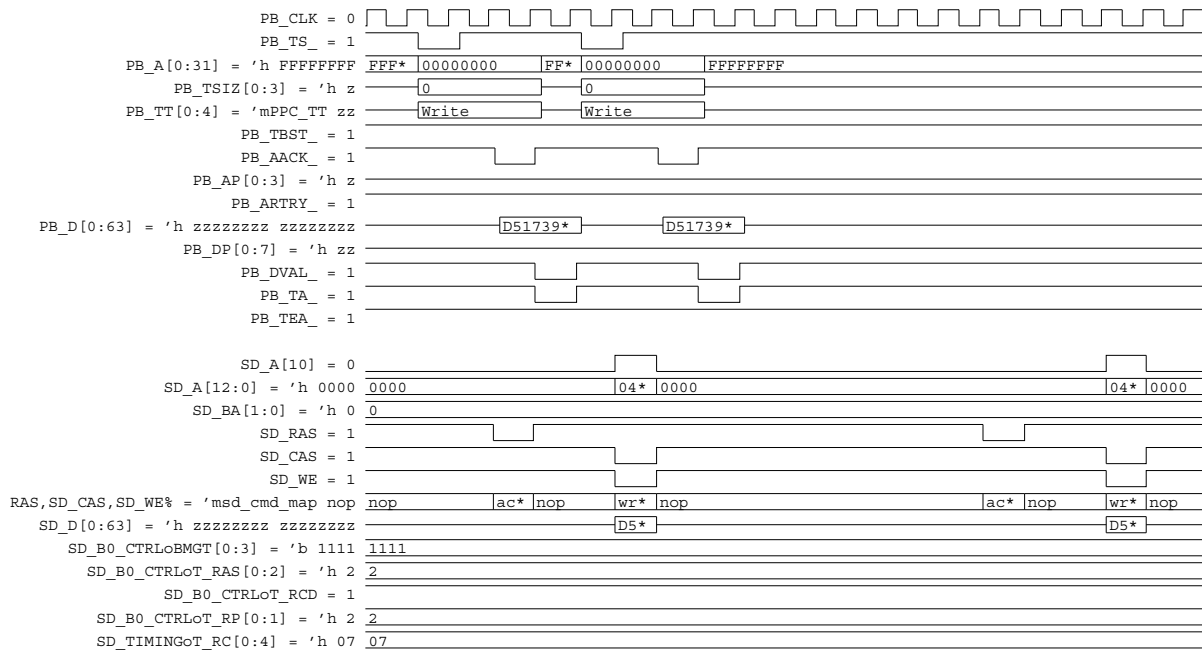 PB_CLK = 0
PB_TS_ = 1
PB_A[0:31] = 'h FFFFFFFF FFF* 00000000 FF* 00000000 FFFFFFFF
PB_TSIZ[0:3] = 'h z 0 0
PB_TT[0:4] = 'mPPC_TT zz Write Write
PB_TBST_ = 1
PB_AACK_ = 1
PB_AP[0:3] = 'h z
PB_ARTRY_ = 1
PB_D[0:63] = 'h zzzzzzzz zzzzzzzz D51739* D51739*
PB_DP[0:7] = 'h zz
PB_DVAL_ = 1
PB_TA_ = 1
PB_TEA_ = 1
SD_A[10] = 0
SD_A[12:0] = 'h 0000 0000 04* 0000 04* 0000
SD_BA[1:0] = 'h 0 0
SD_RAS = 1
SD_CAS = 1
SD_WE = 1
RAS,SD_CAS,SD_WE% = 'msd_cmd_map nop nop ac* nop wr* nop ac* nop wr* nop
SD_D[0:63] = 'h zzzzzzzz zzzzzzzz D5* D5*
SD_B0_CTRLoBMGT[0:3] = 'b 1111 1111
SD_B0_CTRLoT_RAS[0:2] = 'h 2 2
SD_B0_CTRLoT_RCD = 1
SD_B0_CTRLoT_RP[0:1] = 'h 2 2
SD_TIMINGoT_RC[0:4] = 'h 07 07